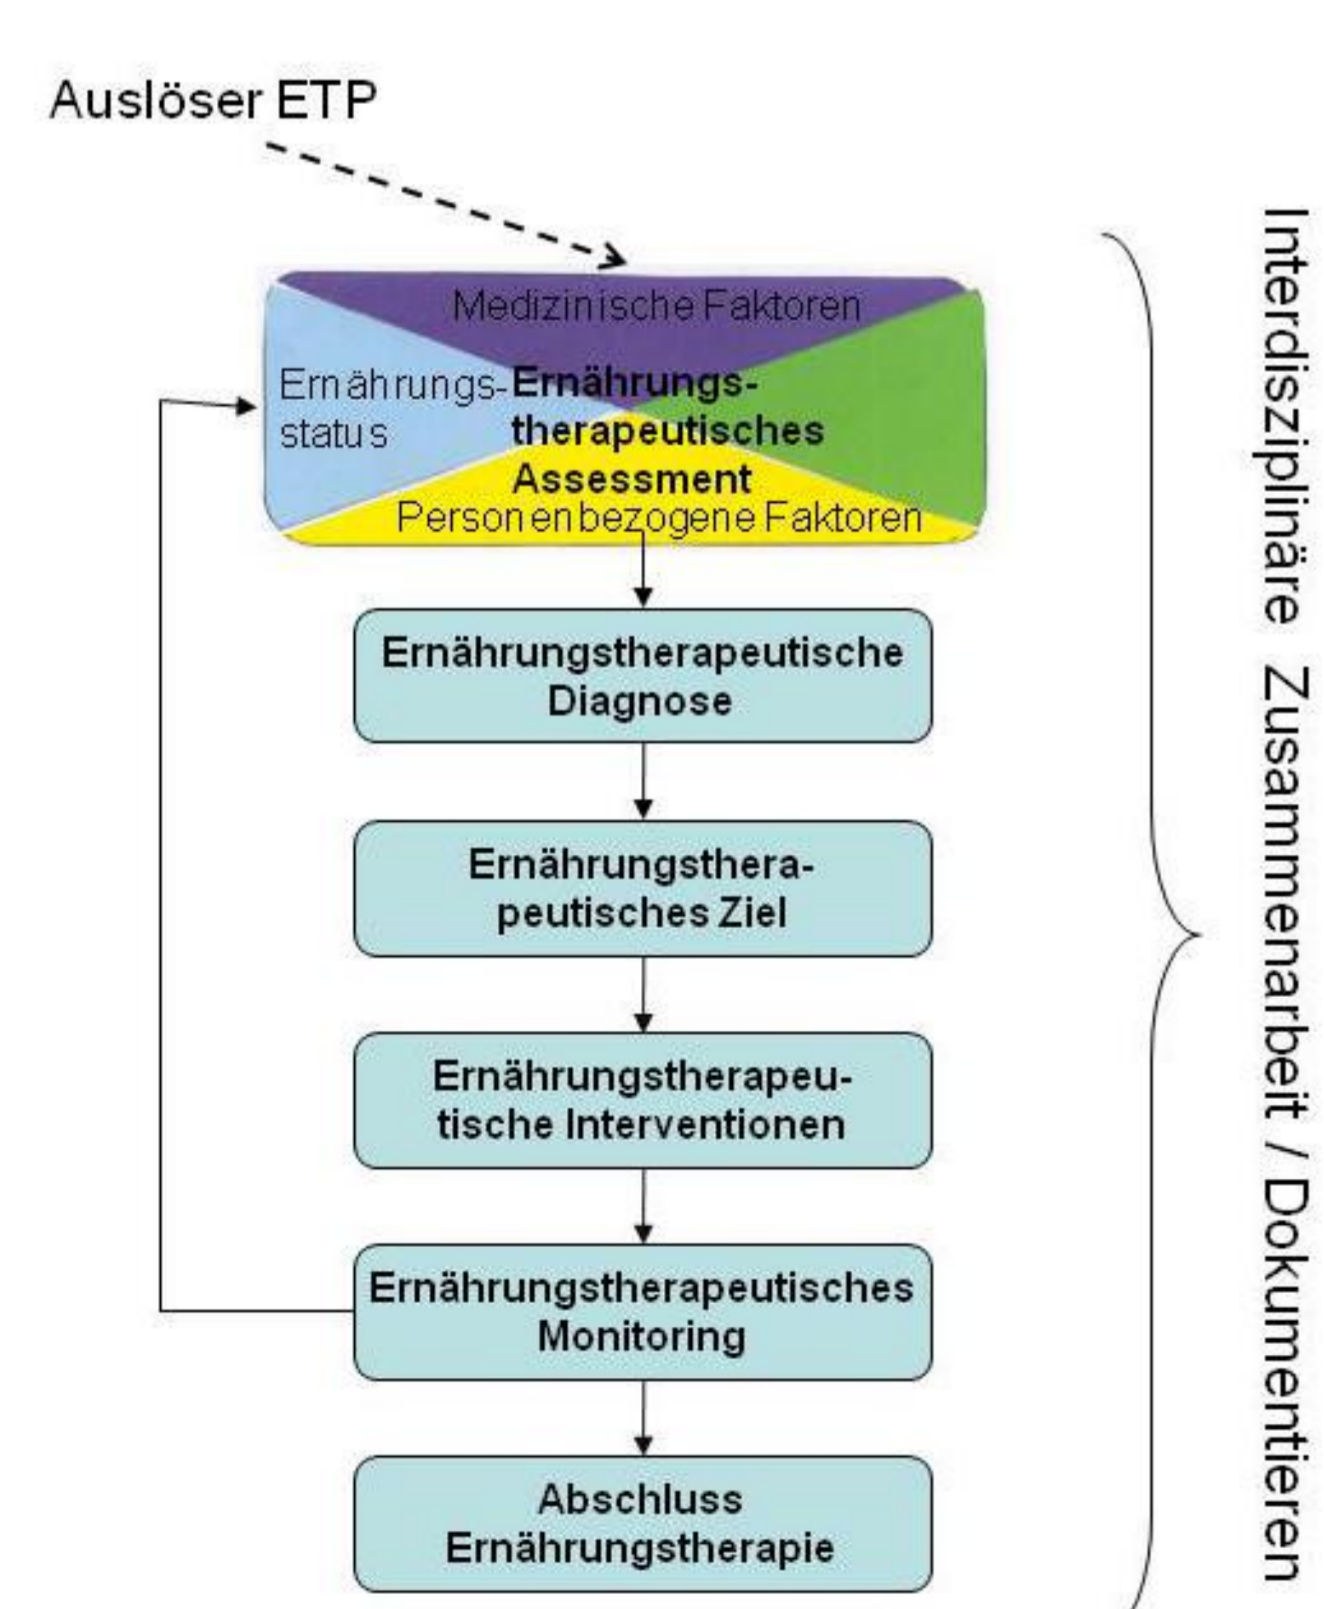 Auslöser ETP
Medizinische Faktoren
Ernährungs-
status
Ernährungs-
therapeutisches
Assessment
Personenbezogene Faktoren
Ernährungstherapeutische
Diagnose
Ernährungsthera-
peutisches Ziel
Ernährungstherapeu-
tische Interventionen
Ernährungstherapeutisches
Monitoring
Abschluss
Ernährungstherapie
Interdisziplinäre Zusammenarbeit / Dokumentieren